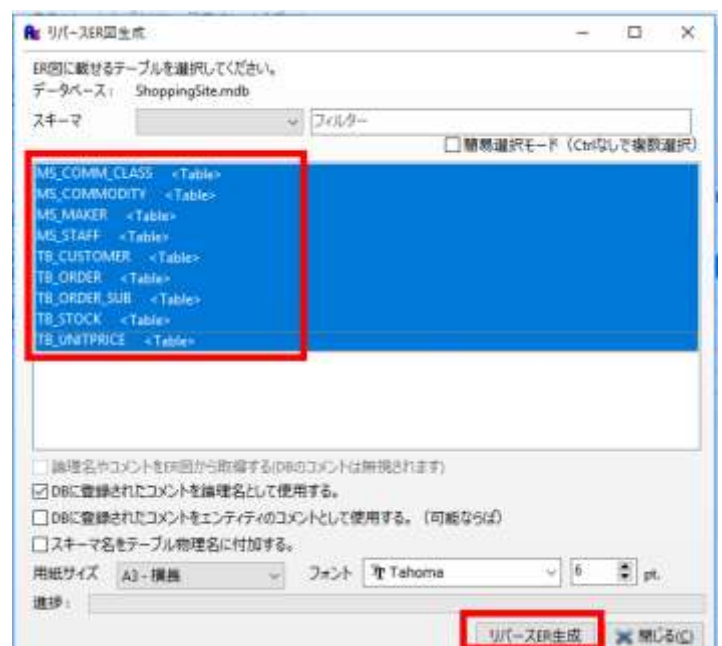 リバースER図生成
ER図に載せるテーブルを選択してください。
データベース： ShoppingSite.mdb
スキーマ フィルター
簡易選択モード（Ctrlなしで複数選択）
MS_COMM_CLASS <Table>
MS_COMMODITY <Table>
MS_MAKER <Table>
MS_STAFF <Table>
TB_CUSTOMER <Table>
TB_ORDER <Table>
TB_ORDER_SUB <Table>
TB_STOCK <Table>
TB_UNITPRICE <Table>
論理名やコメントをER図から取得する(DBのコメントは無視されます)
DBに登録されたコメントを論理名として使用する。
DBに登録されたコメントをエンティティのコメントとして使用する。（可能ならば）
スキーマ名をテーブル物理名に付加する。
用紙サイズ A3 - 横長 フォント Tahoma 6 pt.
進捗：
リバースER生成 閉じる(C)